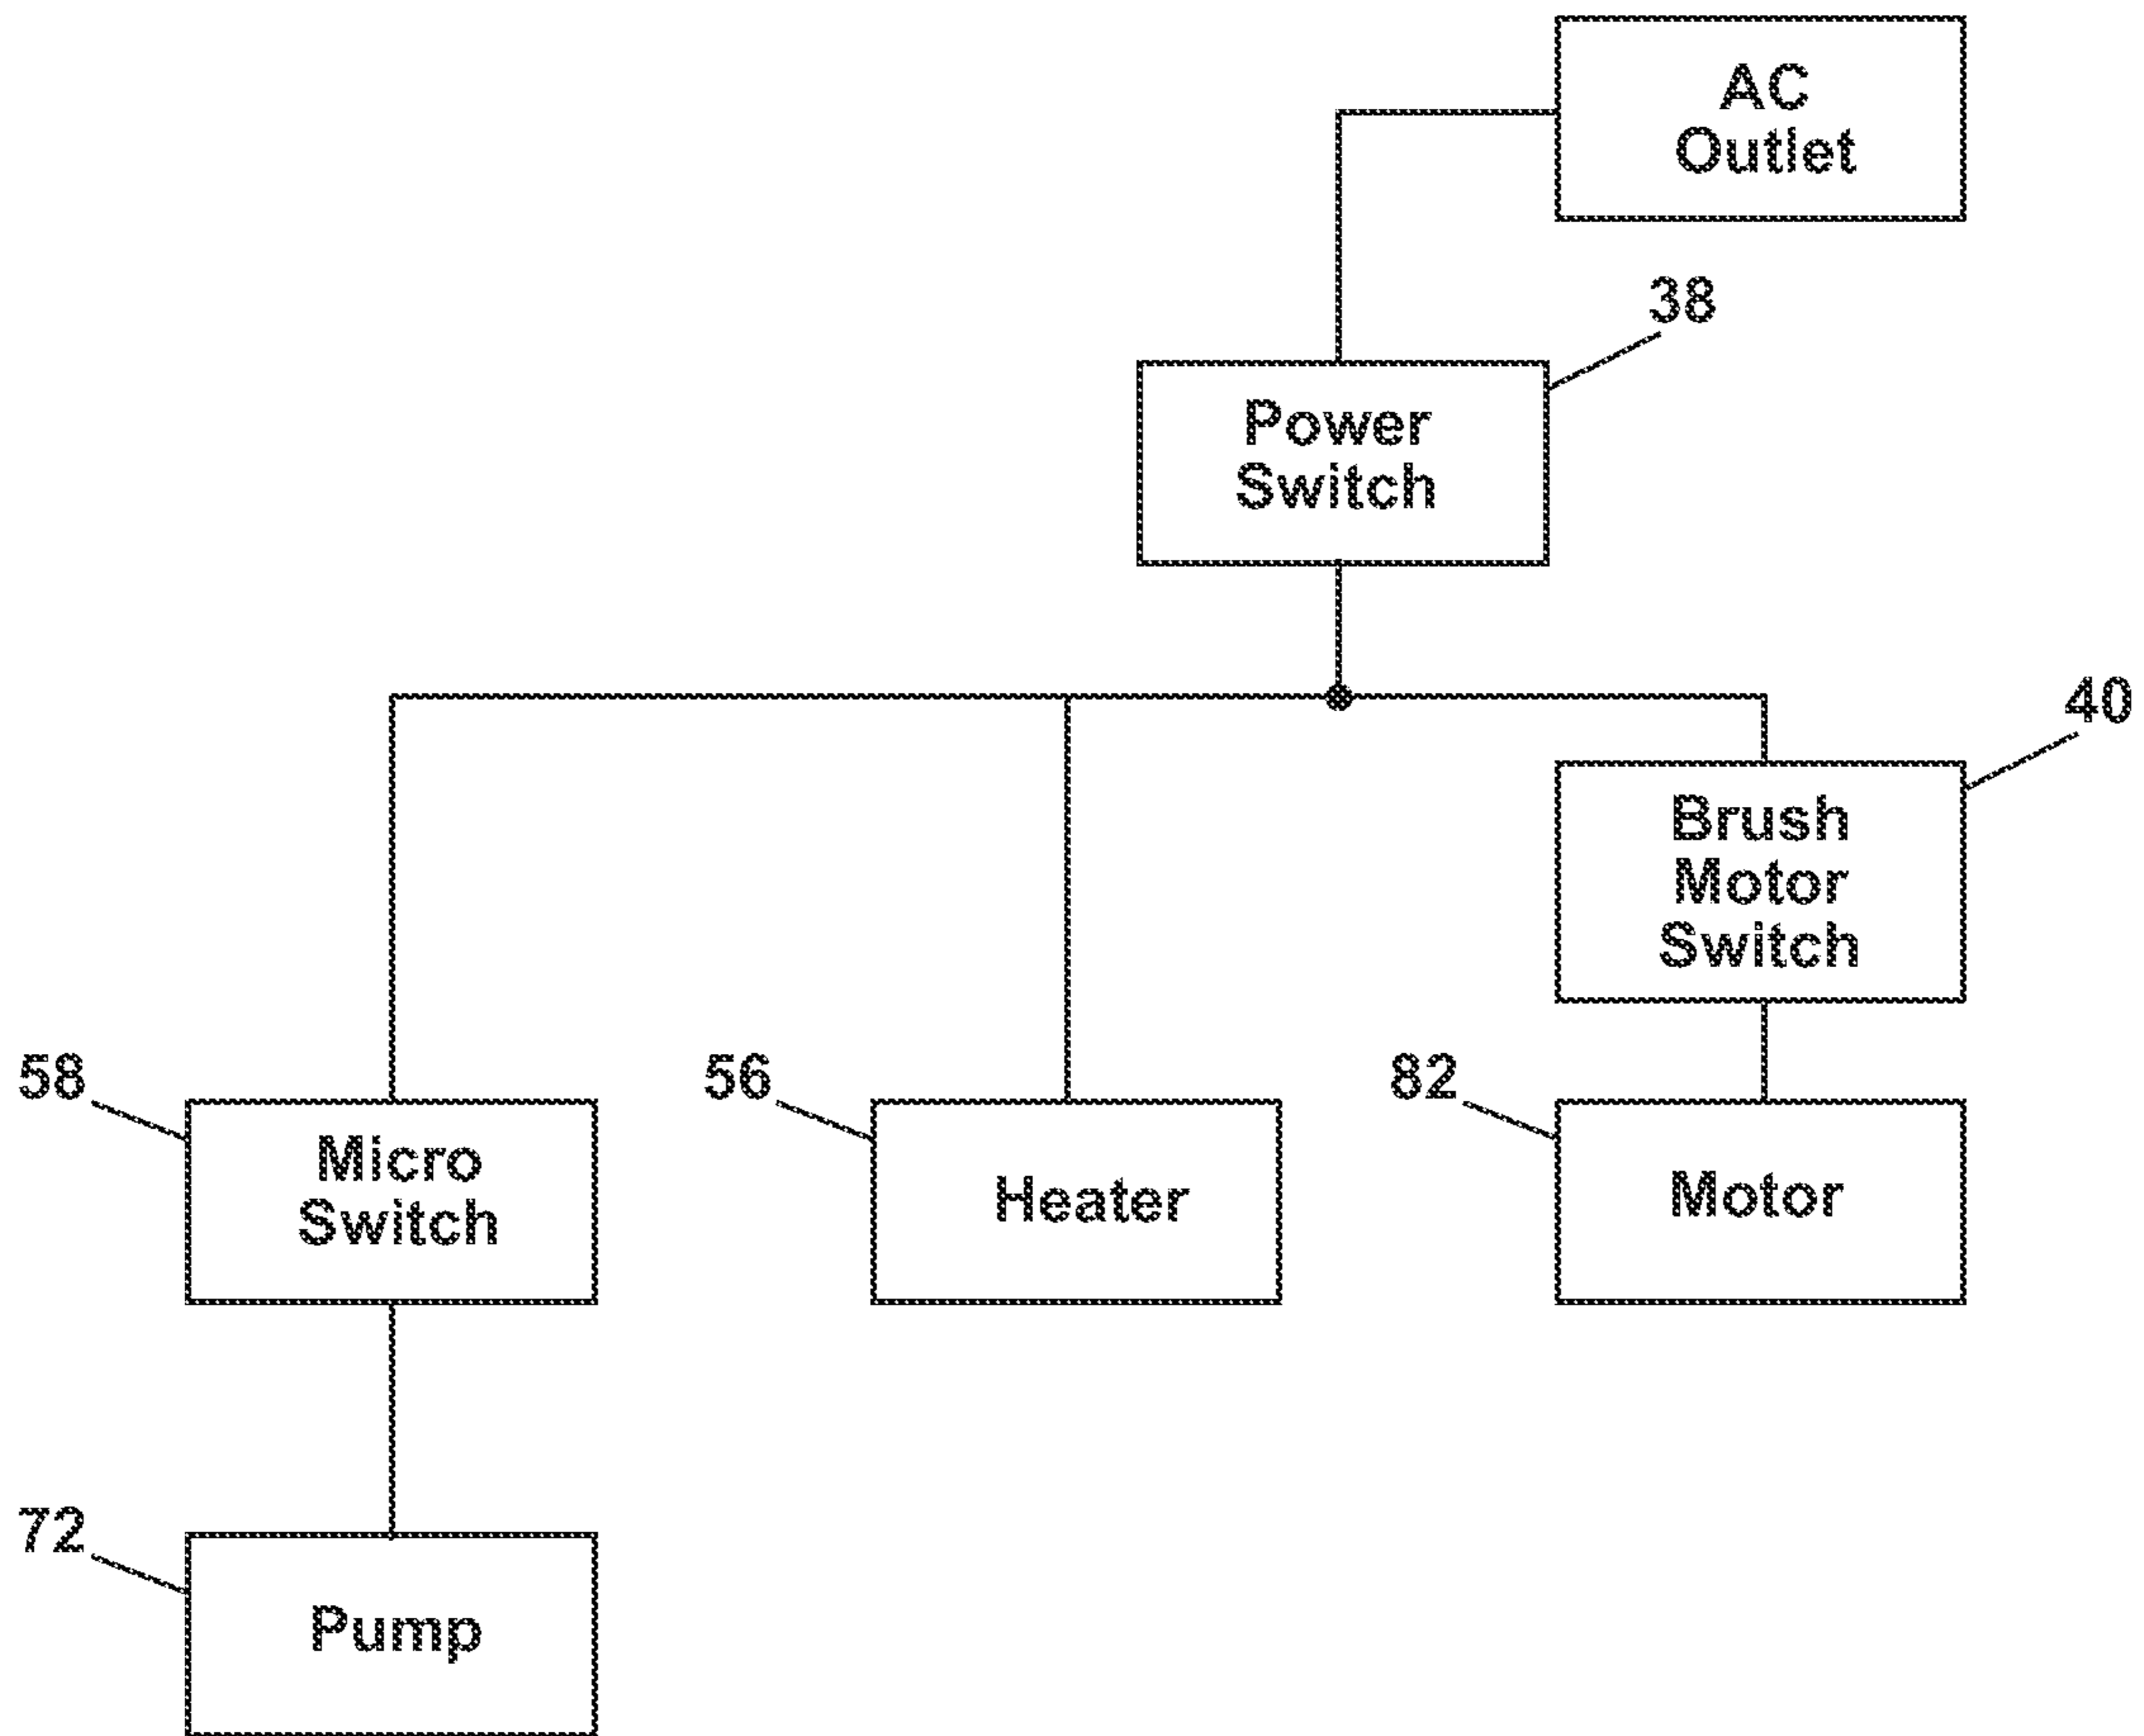 AC
Outlet
38
Power
Switch
40
Brush
Motor
Switch
58
Micro
Switch
56
Heater
82
Motor
72
Pump